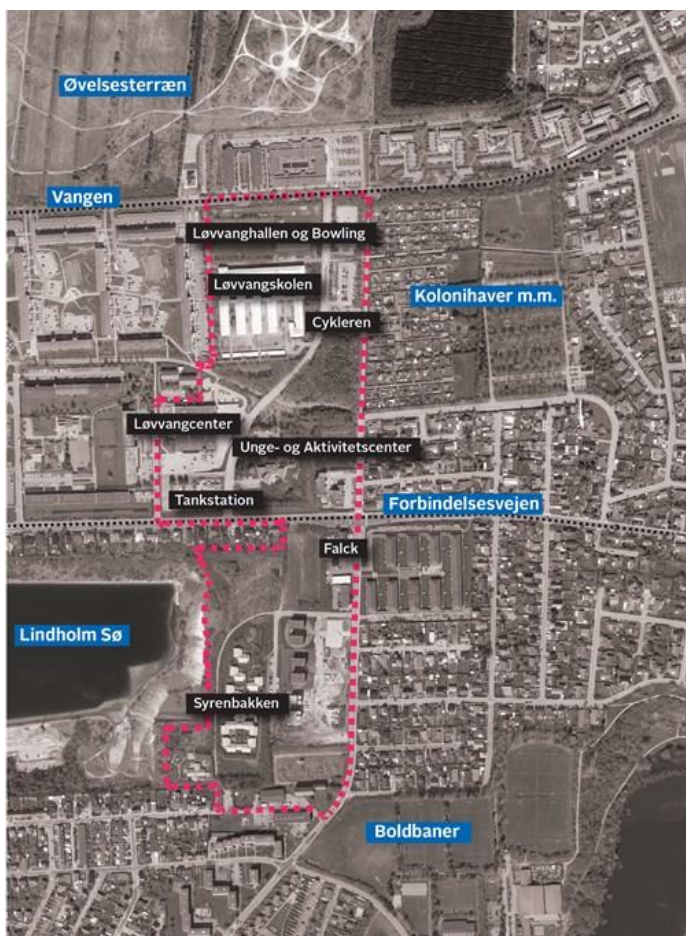 Øvelsesterræn
Vangen
Løvvanghallen og Bowling
Løvvangskolen
Kolonihaver m.m.
Cykleren
Løvvangcenter
Unge- og Aktivitetscenter
Tankstation
Forbindelsesvejen
Falck
Lindholm Sø
Syrenbakken
Boldbaner